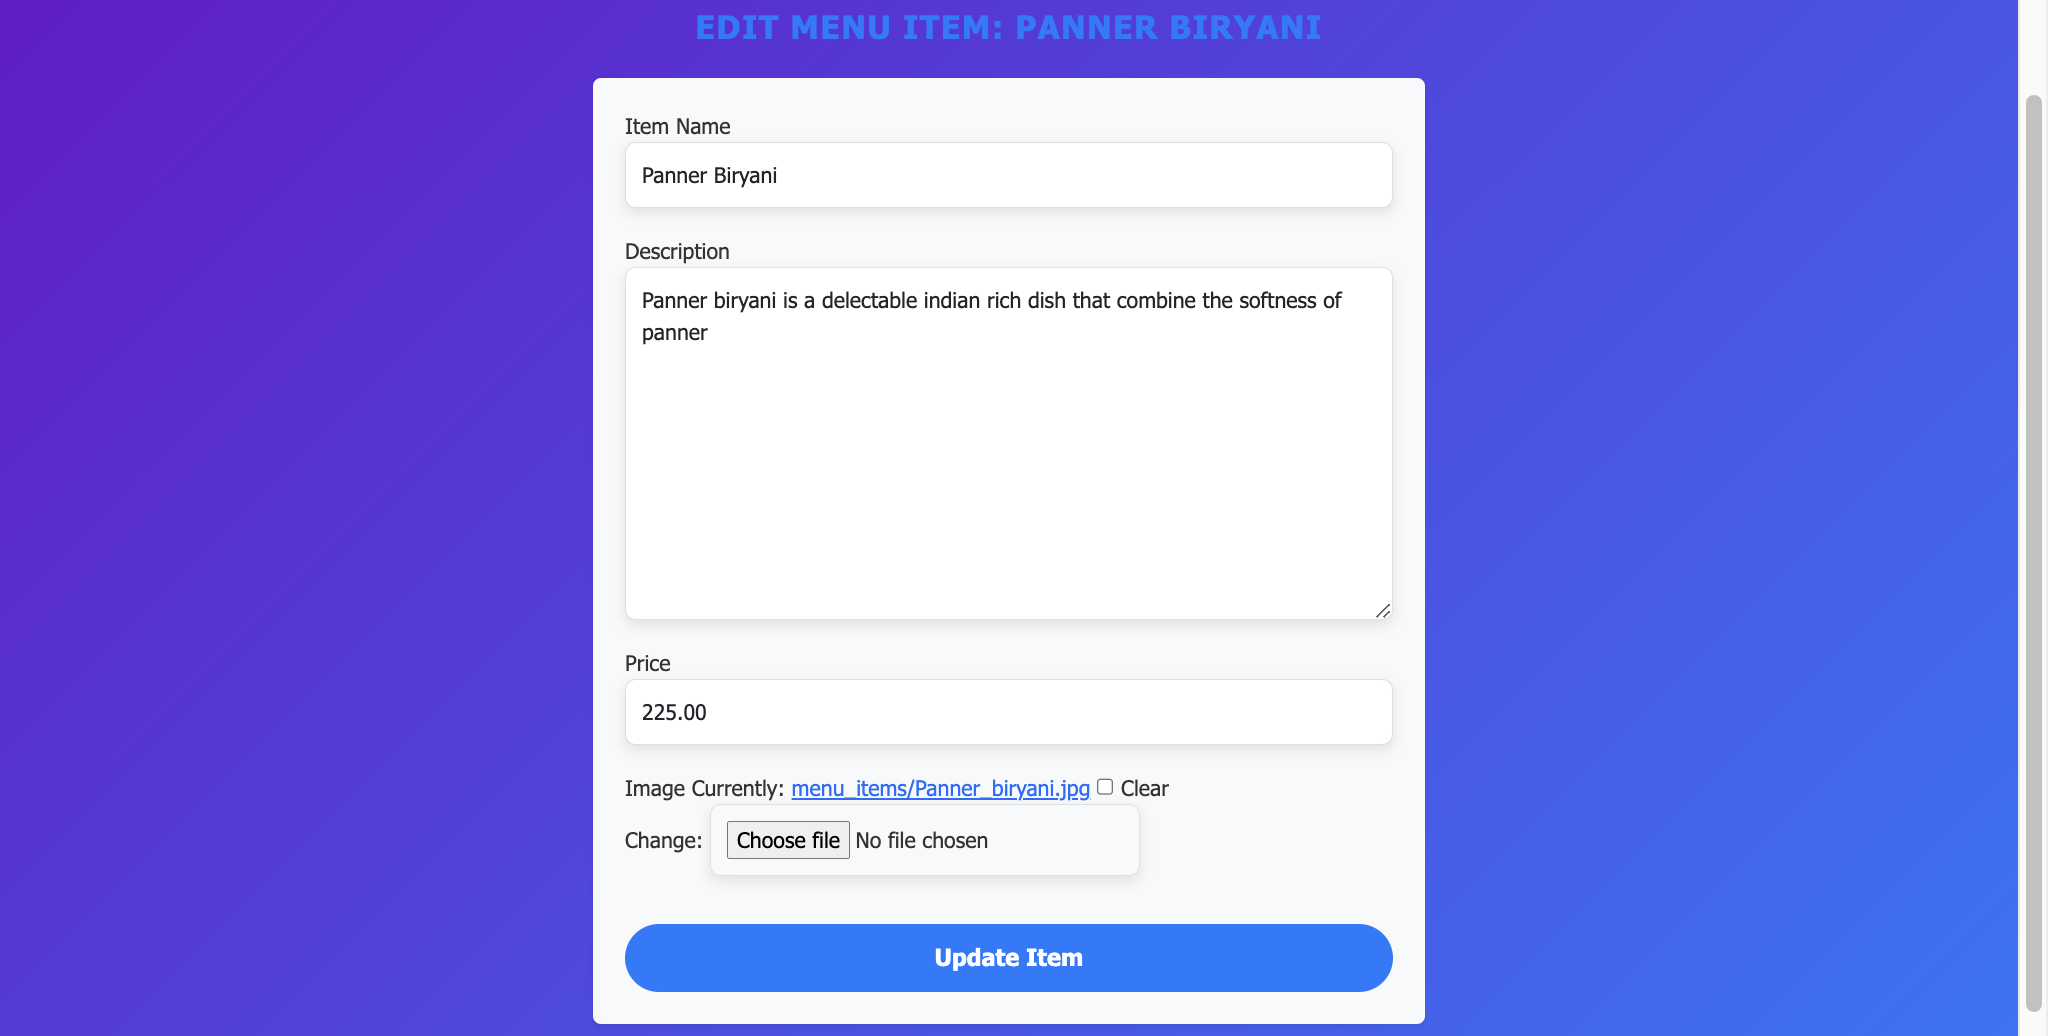 EDIT MENU ITEM: PANNER BIRYANI
Item Name
Panner Biryani
Description
Panner biryani is a delectable indian rich dish that combine the softness of
panner
Price
225.00
Image Currently: menu_items/Panner_biryani.jpg Clear
Change: Choose file No file chosen
Update Item